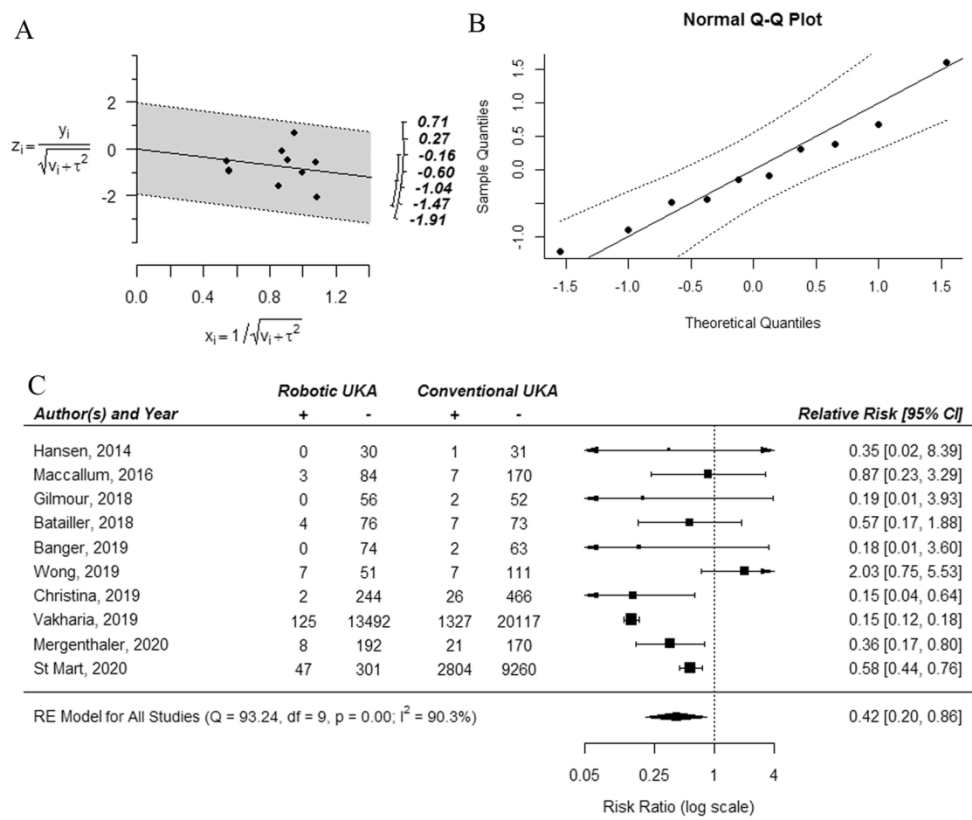 A
z_i = y_i / √(v_i + τ²)
2
0
-2
0.71
0.27
-0.16
-0.60
-1.04
-1.47
-1.91
0.0 0.4 0.8 1.2
x_i = 1/√(v_i + τ²)
B
Normal Q-Q Plot
Sample Quantiles
1.5
0.5
0.0
-1.0
-1.5 -1.0 -0.5 0.0 0.5 1.0 1.5
Theoretical Quantiles
C
Robotic UKA Conventional UKA
Author(s) and Year + - + - Relative Risk [95% CI]
Hansen, 2014 0 30 1 31 0.35 [0.02, 8.39]
Maccallum, 2016 3 84 7 170 0.87 [0.23, 3.29]
Gilmour, 2018 0 56 2 52 0.19 [0.01, 3.93]
Batailler, 2018 4 76 7 73 0.57 [0.17, 1.88]
Banger, 2019 0 74 2 63 0.18 [0.01, 3.60]
Wong, 2019 7 51 7 111 2.03 [0.75, 5.53]
Christina, 2019 2 244 26 466 0.15 [0.04, 0.64]
Vakharia, 2019 125 13492 1327 20117 0.15 [0.12, 0.18]
Mergenthaler, 2020 8 192 21 170 0.36 [0.17, 0.80]
St Mart, 2020 47 301 2804 9260 0.58 [0.44, 0.76]
RE Model for All Studies (Q = 93.24, df = 9, p = 0.00; I² = 90.3%) 0.42 [0.20, 0.86]
0.05 0.25 1 4
Risk Ratio (log scale)